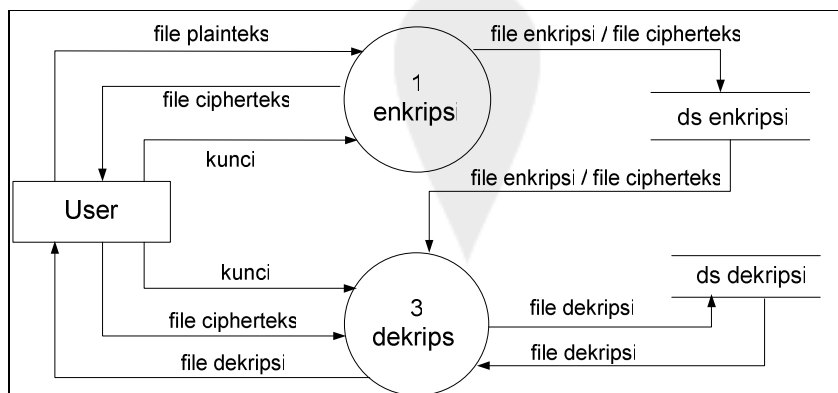 file plainteks
file enkripsi / file cipherteks
1
enkripsi
file cipherteks
ds enkripsi
kunci
file enkripsi / file cipherteks
User
kunci
ds dekripsi
3
dekrips
file cipherteks
file dekripsi
file dekripsi
file dekripsi